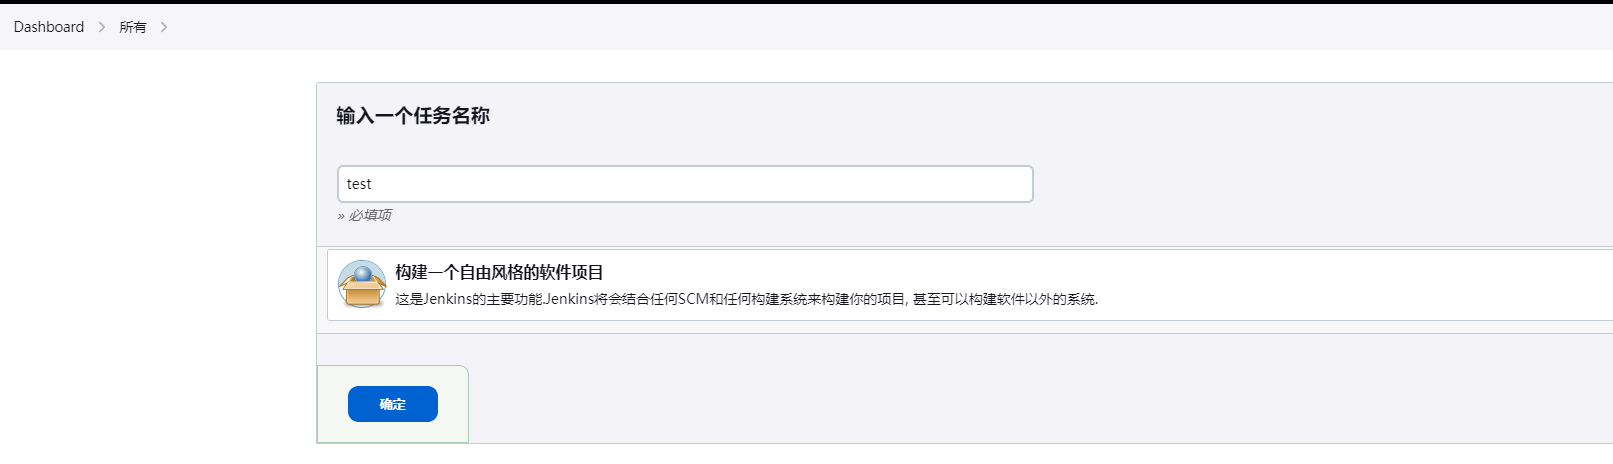 Dashboard > 所有 >
输入一个任务名称
test
» 必填项
构建一个自由风格的软件项目
这是Jenkins的主要功能.Jenkins将会结合任何SCM和任何构建系统来构建你的项目, 甚至可以构建软件以外的系统.
确定